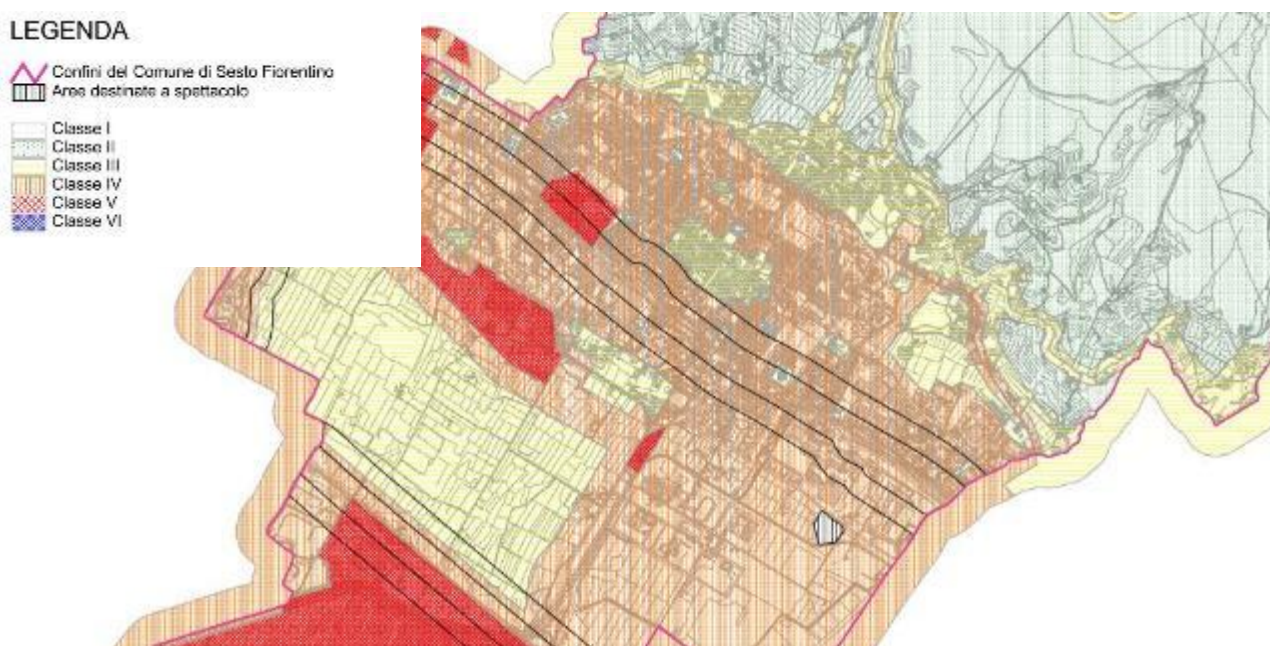 LEGENDA
Confini del Comune di Sesto Fiorentino
Aree destinate a spettacolo
Classe I
Classe II
Classe III
Classe IV
Classe V
Classe VI